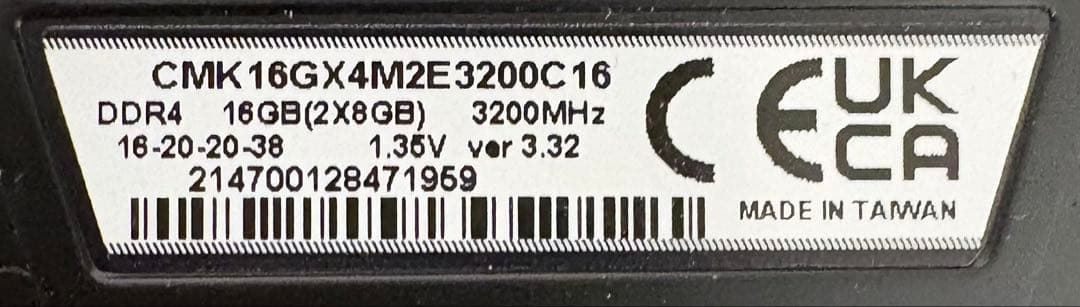 CMK16GX4M2E3200C16
DDR4 16GB(2X8GB) 3200MHz
16-20-20-38 1.35V ver 3.32
214700128471959
CE
UK
CA
MADE IN TAIWAN